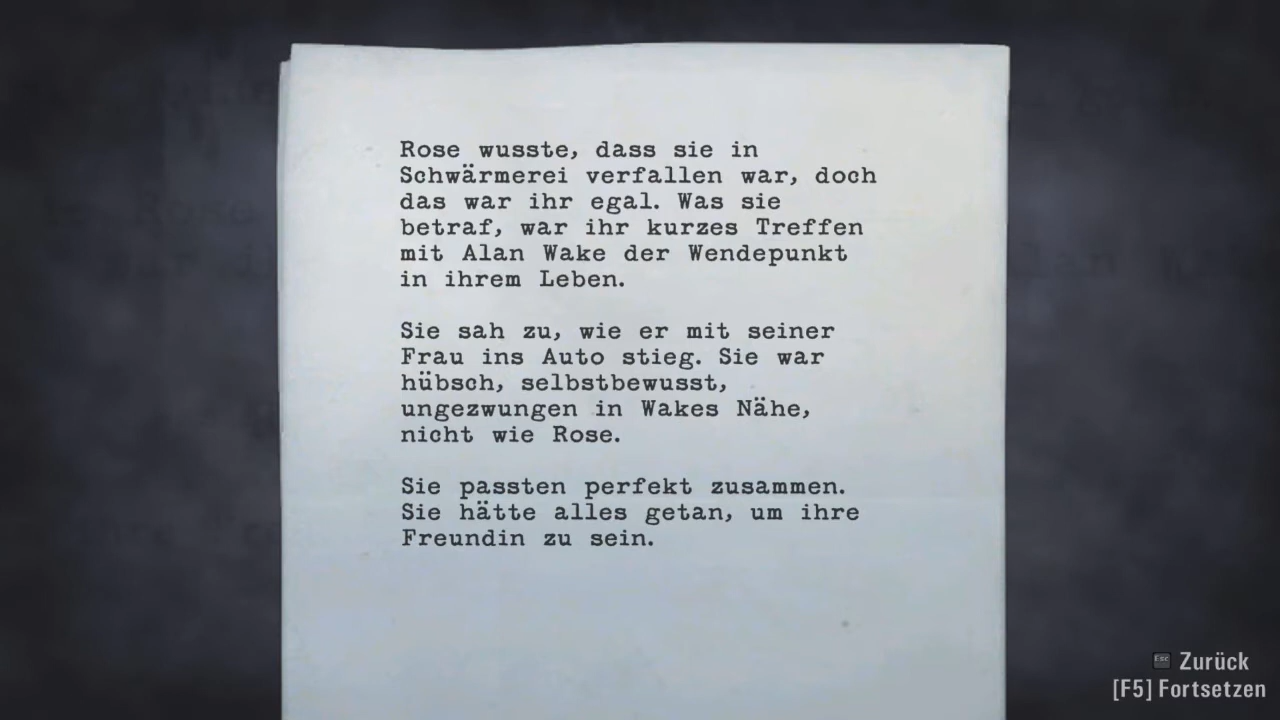 Rose wusste, dass sie in
Schwärmerei verfallen war, doch
das war ihr egal. Was sie
betraf, war ihr kurzes Treffen
mit Alan Wake der Wendepunkt
in ihrem Leben.
Sie sah zu, wie er mit seiner
Frau ins Auto stieg. Sie war
hübsch, selbstbewusst,
ungezwungen in Wakes Nähe,
nicht wie Rose.
Sie passten perfekt zusammen.
Sie hätte alles getan, um ihre
Freundin zu sein.
Esc Zurück
[F5] Fortsetzen